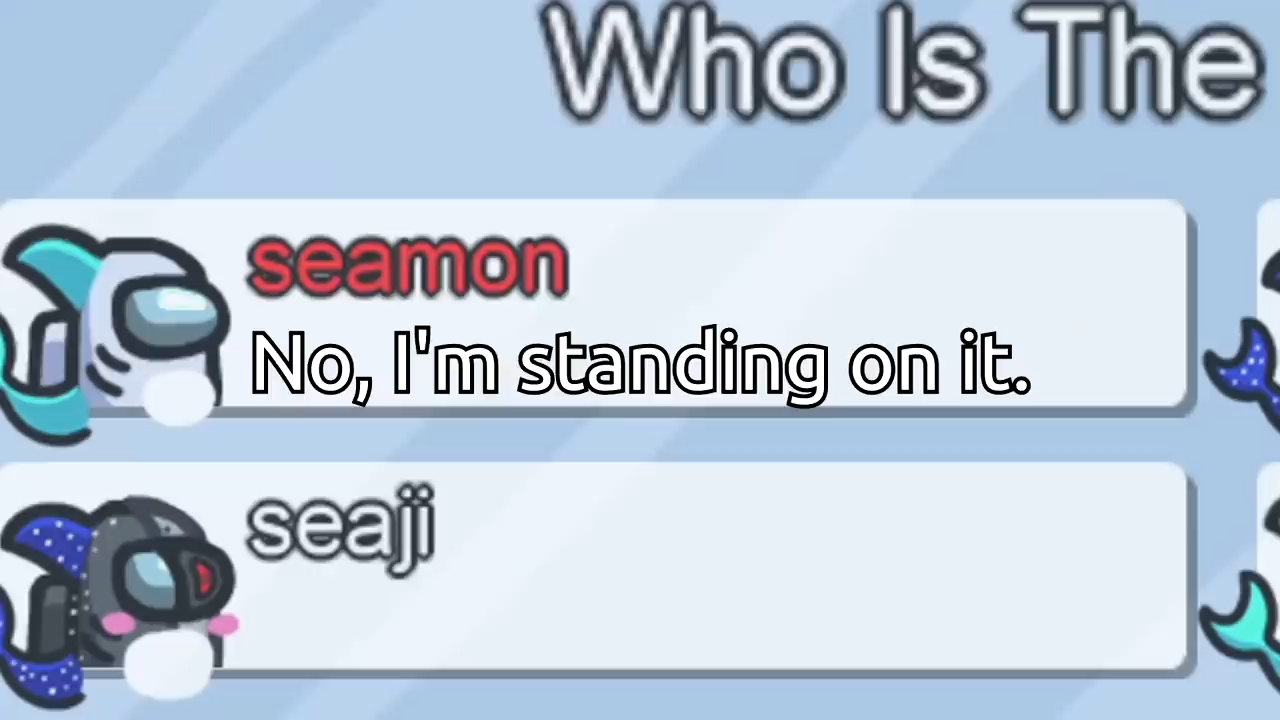 Who Is The
seamon
No, I'm standing on it.
seaji